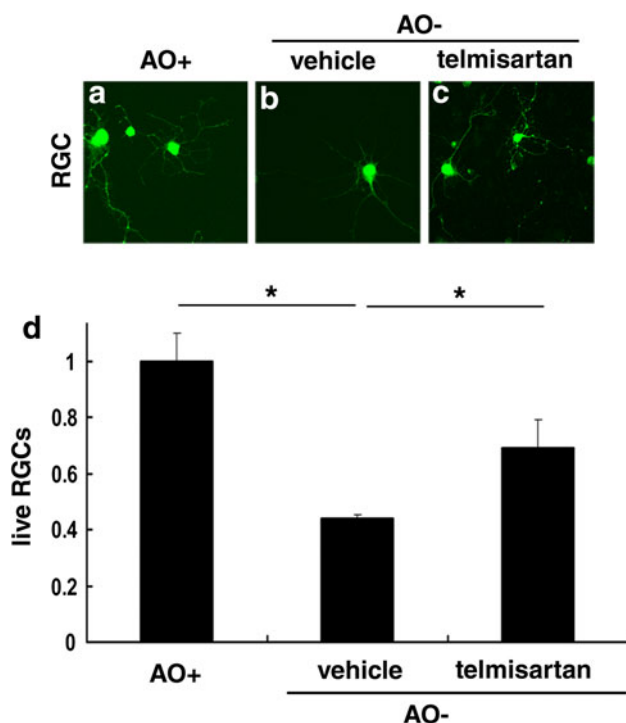 AO-
AO+ vehicle telmisartan
RGC
a b c
* *
d
live RGCs
1
0.8
0.6
0.4
0.2
0
AO+ vehicle telmisartan
AO-